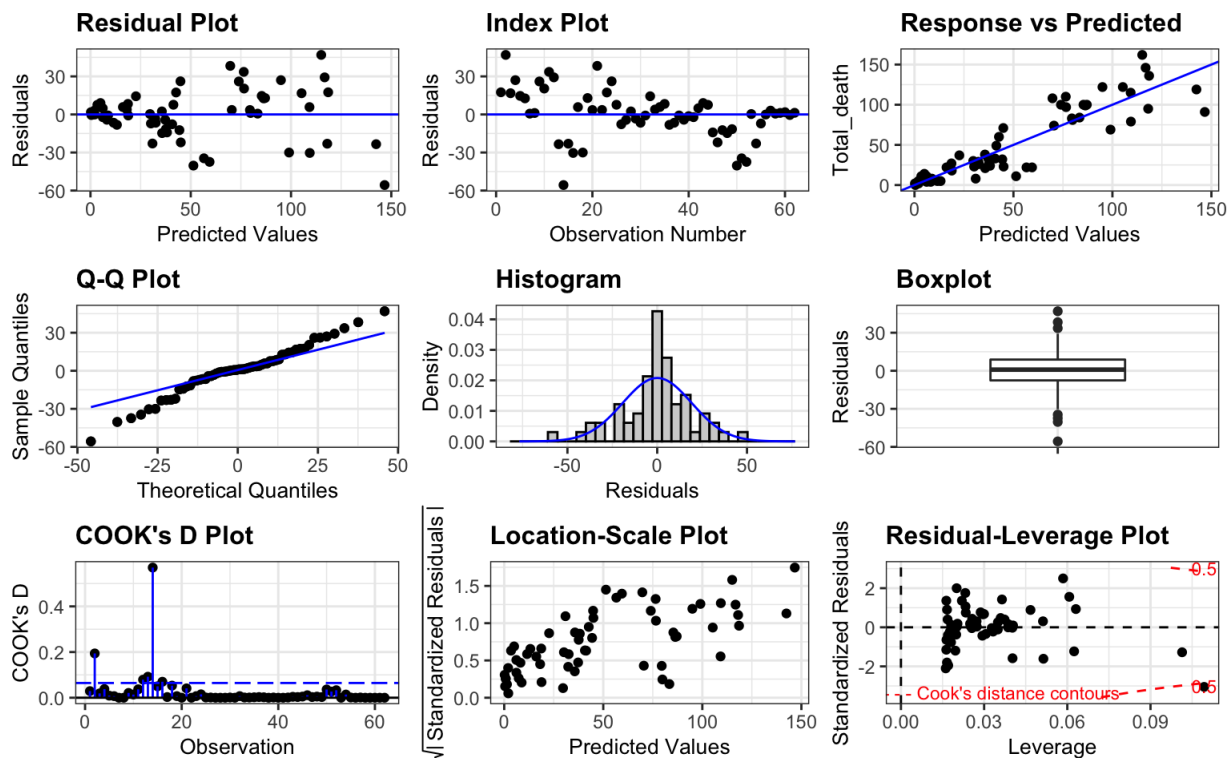 Residual Plot
Residuals
30
0
-30
-60
0
50
100
150
Predicted Values
Index Plot
Residuals
30
0
-30
-60
0
20
40
60
Observation Number
Response vs Predicted
Total_death
150
100
50
0
0
50
100
150
Predicted Values
Q-Q Plot
Sample Quantiles
30
0
-30
-60
-50
-25
0
25
50
Theoretical Quantiles
Histogram
Density
0.04
0.03
0.02
0.01
0.00
-50
0
50
Residuals
Boxplot
Residuals
30
0
-30
-60
COOK's D Plot
COOK's D
0.4
0.2
0.0
0
20
40
60
Observation
Location-Scale Plot
√| Standardized Residuals |
1.5
1.0
0.5
0.0
0
50
100
150
Predicted Values
Residual-Leverage Plot
Standardized Residuals
2
0
-2
0.5
0.5
Cook's distance contours
0.00
0.03
0.06
0.09
Leverage